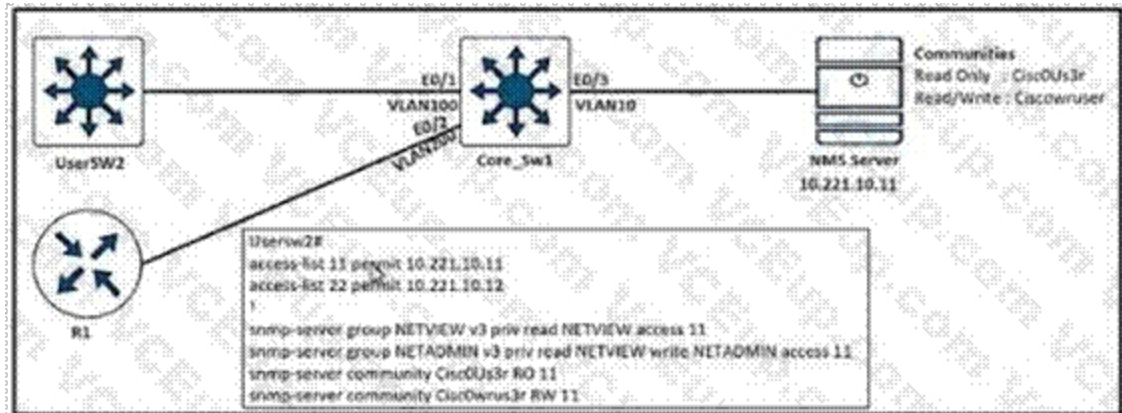 E0/1
E0/3
VLAN100
VLAN10
E0/2
VLAN200
UserSW2
Core_Sw1
Communities
Read Only : Cisc0Us3r
Read/Write : Ciscowruser
NMS Server
10.221.10.11
R1
Usersw2#
access-list 11 permit 10.221.10.11
access-list 22 permit 10.221.10.12
!
snmp-server group NETVIEW v3 priv read NETVIEW access 11
snmp-server group NETADMIN v3 priv read NETVIEW write NETADMIN access 11
snmp-server community Cisc0Us3r RO 11
snmp-server community Cisc0wrus3r RW 11